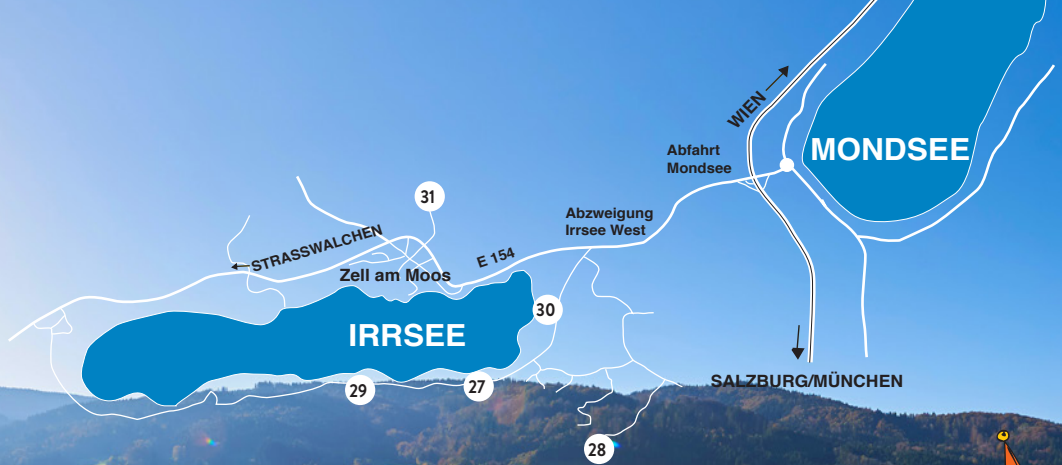 WIEN
Abfahrt
Mondsee
MONDSEE
31
Abzweigung
Irrsee West
STRASSWALCHEN
E 154
Zell am Moos
30
IRRSEE
29
27
SALZBURG/MÜNCHEN
28